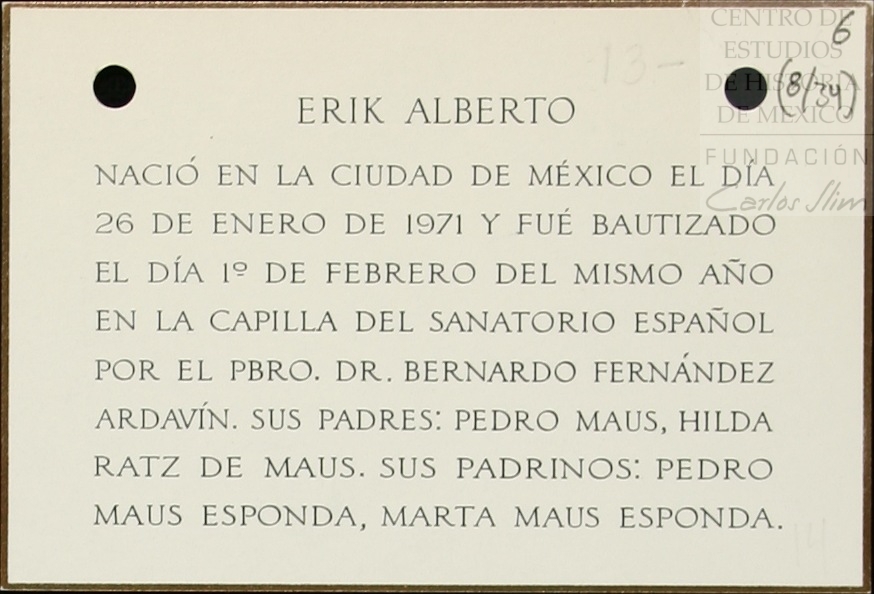 CENTRO DE
ESTUDIOS
DE HISTORIA
DE MÉXICO
FUNDACIÓN
Carlos Slim
6
(8/34)
13.-
ERIK ALBERTO
NACIÓ EN LA CIUDAD DE MÉXICO EL DÍA
26 DE ENERO DE 1971 Y FUÉ BAUTIZADO
EL DÍA 1º DE FEBRERO DEL MISMO AÑO
EN LA CAPILLA DEL SANATORIO ESPAÑOL
POR EL PBRO. DR. BERNARDO FERNÁNDEZ
ARDAVÍN. SUS PADRES: PEDRO MAUS, HILDA
RATZ DE MAUS. SUS PADRINOS: PEDRO
MAUS ESPONDA, MARTA MAUS ESPONDA.
14